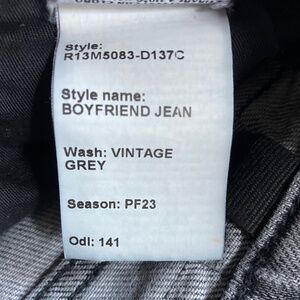 Style:
R13M5083-D137C
Style name:
BOYFRIEND JEAN
Wash: VINTAGE
GREY
Season: PF23
Odl: 141